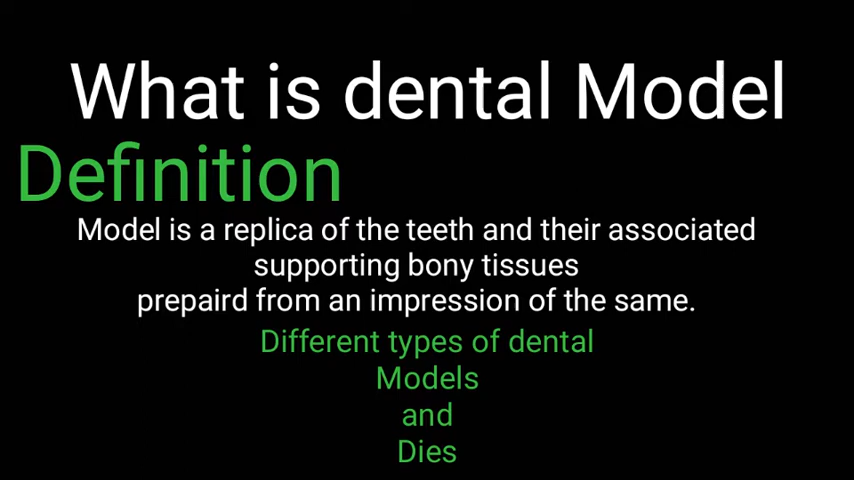 What is dental Model
Definition
Model is a replica of the teeth and their associated
supporting bony tissues
prepaird from an impression of the same.
Different types of dental
Models
and
Dies